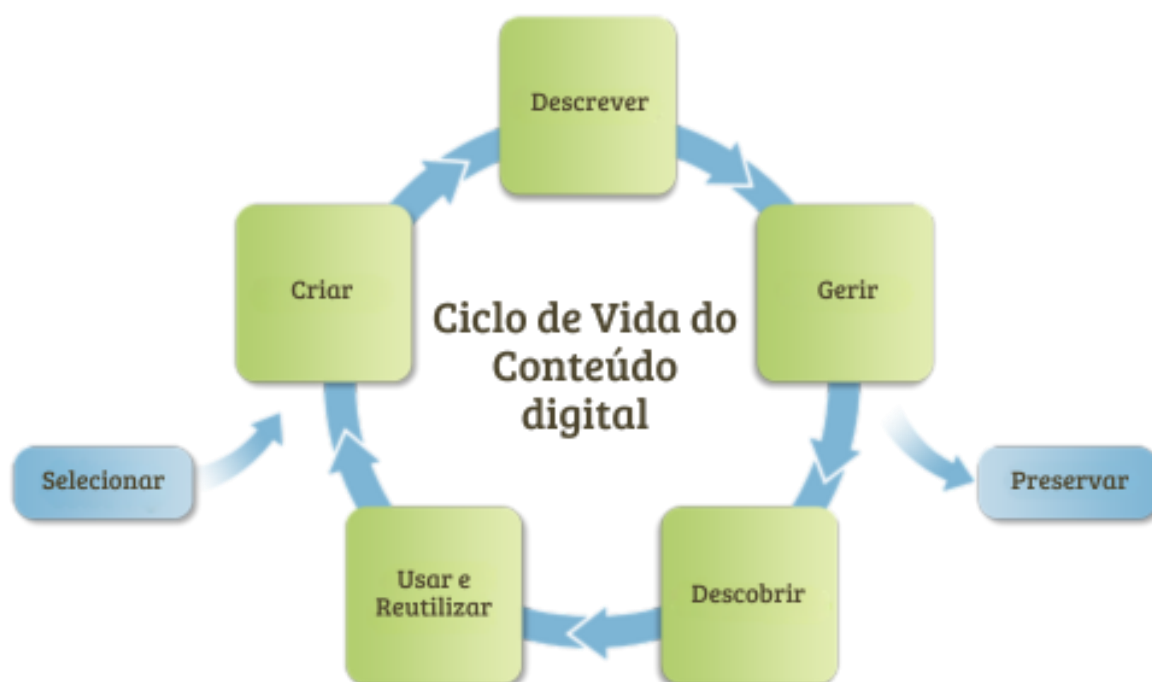 Descrever
Criar
Gerir
Ciclo de Vida do
Conteúdo
digital
Selecionar
Preservar
Usar e
Reutilizar
Descobrir